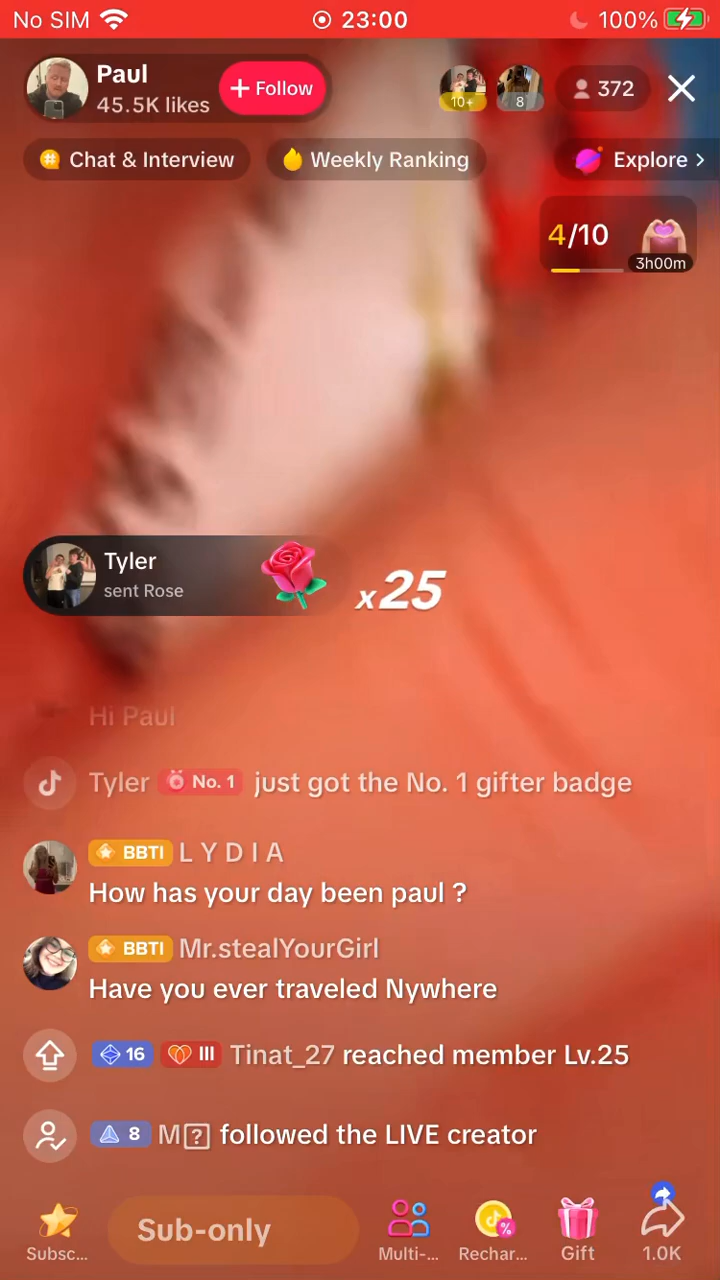 No SIM 23:00 100%
Paul
45.5K likes
+ Follow
10+
8
372
Chat & Interview
Weekly Ranking
Explore >
4/10
3h00m
Tyler
sent Rose
x25
Hi Paul
Tyler No. 1 just got the No. 1 gifter badge
BBTI L Y D I A
How has your day been paul ?
BBTI Mr.stealYourGirl
Have you ever traveled Nywhere
16 III Tinat_27 reached member Lv.25
8 M? followed the LIVE creator
Sub-only
Subsc...
Multi-...
Rechar...
Gift
1.0K